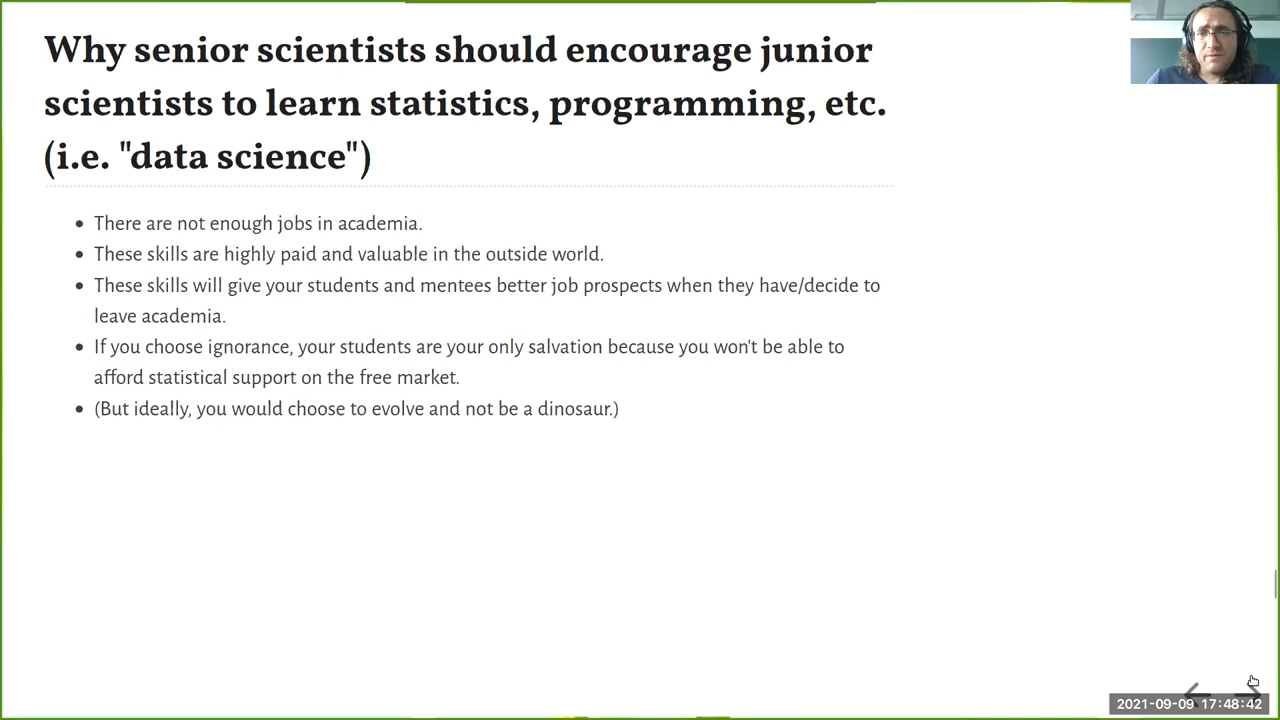 Why senior scientists should encourage junior
scientists to learn statistics, programming, etc.
(i.e. "data science")
There are not enough jobs in academia.
These skills are highly paid and valuable in the outside world.
These skills will give your students and mentees better job prospects when they have/decide to
leave academia.
If you choose ignorance, your students are your only salvation because you won't be able to
afford statistical support on the free market.
(But ideally, you would choose to evolve and not be a dinosaur.)
2021-09-09 17:48:42